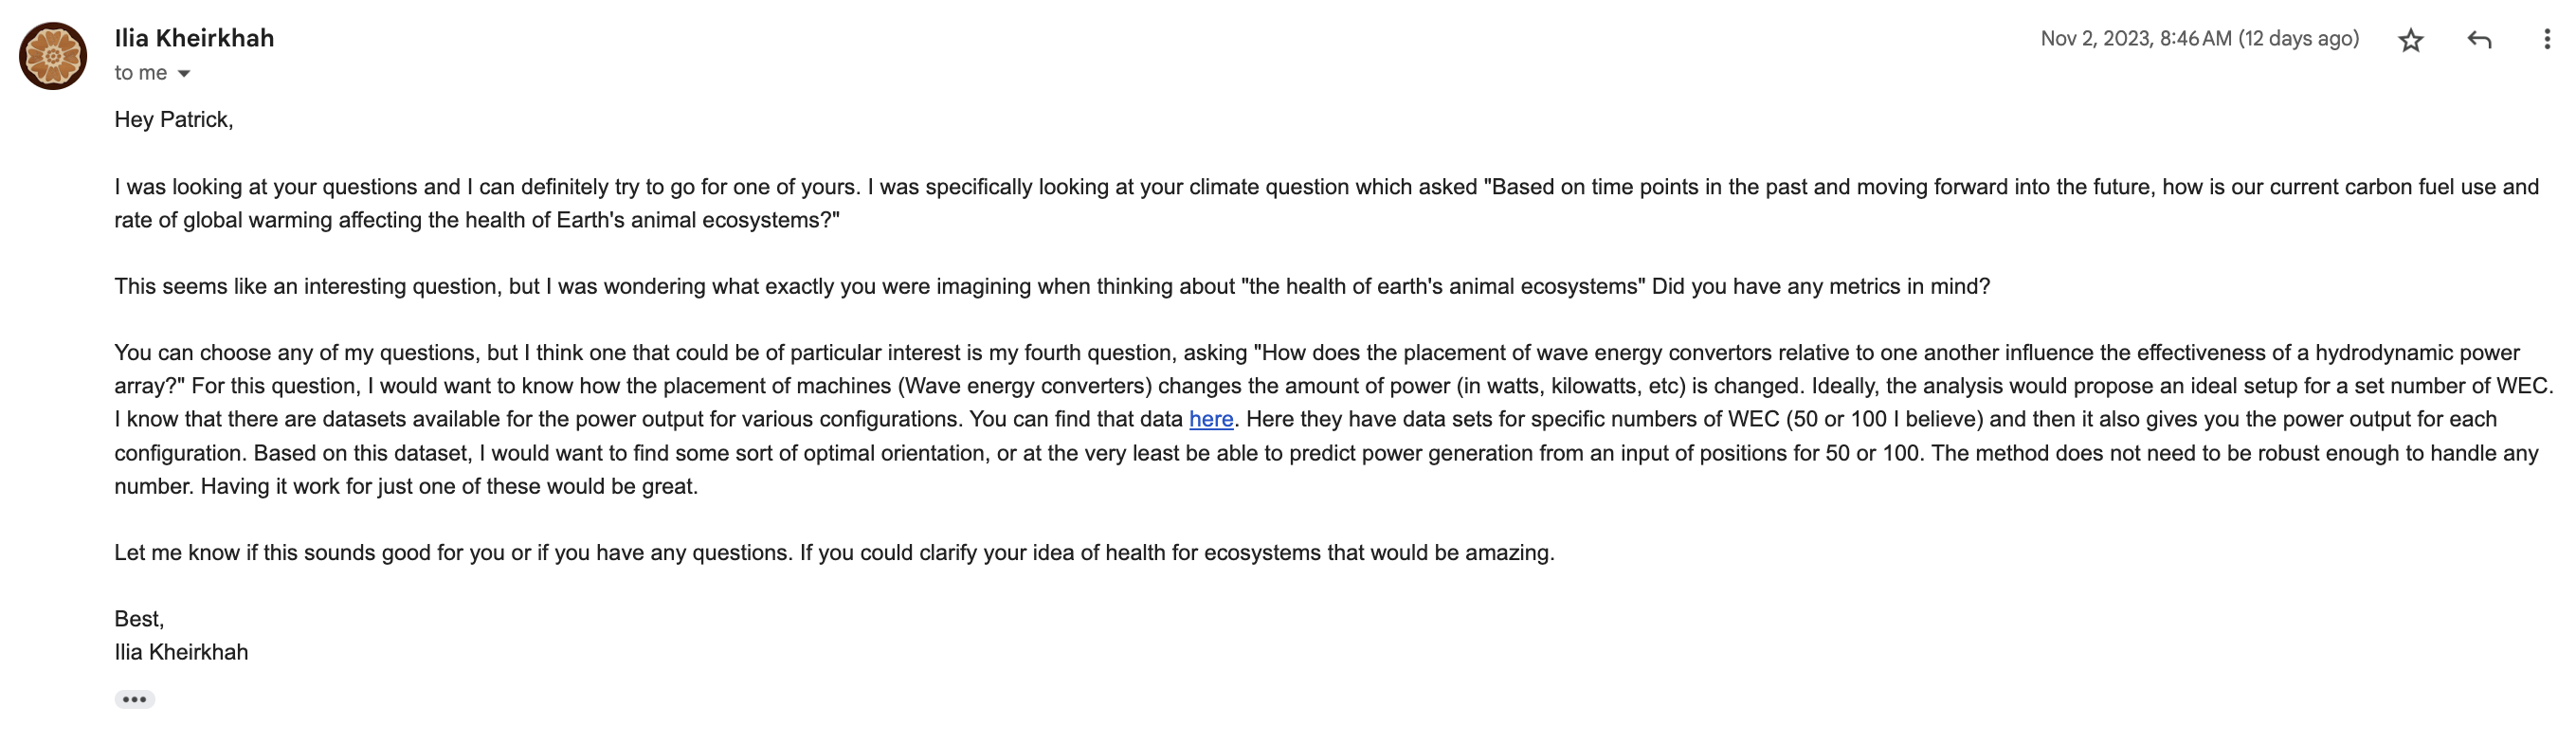 Ilia Kheirkhah
Nov 2, 2023, 8:46 AM (12 days ago)
to me
Hey Patrick,
I was looking at your questions and I can definitely try to go for one of yours. I was specifically looking at your climate question which asked "Based on time points in the past and moving forward into the future, how is our current carbon fuel use and
rate of global warming affecting the health of Earth's animal ecosystems?"
This seems like an interesting question, but I was wondering what exactly you were imagining when thinking about "the health of earth's animal ecosystems" Did you have any metrics in mind?
You can choose any of my questions, but I think one that could be of particular interest is my fourth question, asking "How does the placement of wave energy convertors relative to one another influence the effectiveness of a hydrodynamic power
array?" For this question, I would want to know how the placement of machines (Wave energy converters) changes the amount of power (in watts, kilowatts, etc) is changed. Ideally, the analysis would propose an ideal setup for a set number of WEC.
I know that there are datasets available for the power output for various configurations. You can find that data here. Here they have data sets for specific numbers of WEC (50 or 100 I believe) and then it also gives you the power output for each
configuration. Based on this dataset, I would want to find some sort of optimal orientation, or at the very least be able to predict power generation from an input of positions for 50 or 100. The method does not need to be robust enough to handle any
number. Having it work for just one of these would be great.
Let me know if this sounds good for you or if you have any questions. If you could clarify your idea of health for ecosystems that would be amazing.
Best,
Ilia Kheirkhah